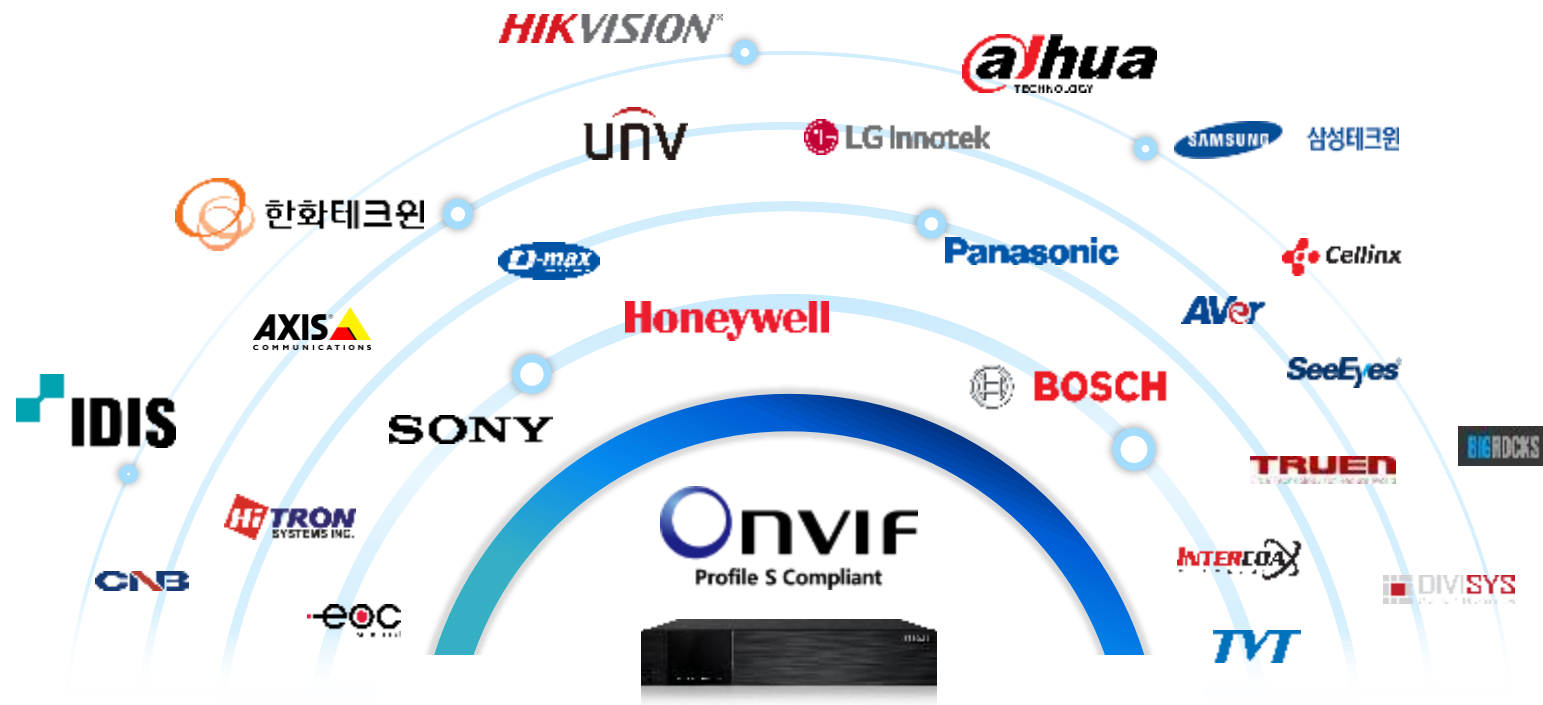 HIKVISION
alhua
TECHNOLOGY
unv
LG Innotek
SAMSUNG 삼성테크윈
한화테크윈
D-max
Panasonic
Cellinx
AVer
Honeywell
AXIS
COMMUNICATIONS
SeeEyes
BOSCH
IDIS
SONY
BIGROCKS
TRUEN
HiTRON
SYSTEMS INC.
ONVIF
Profile S Compliant
INTERCOAX
CNB
DIVISYS
eoc
TVT